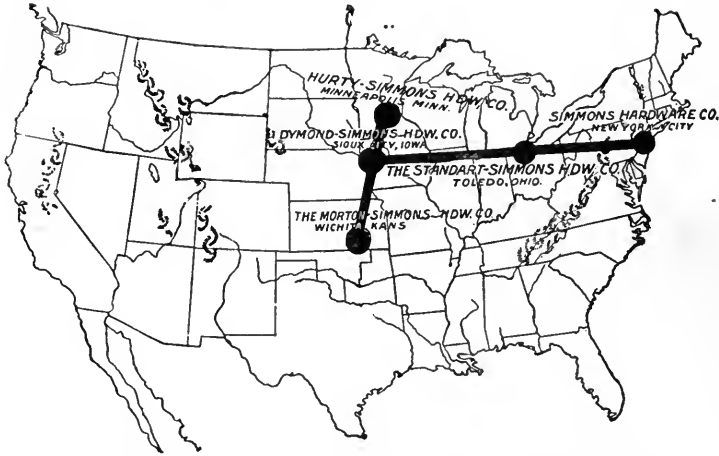 HURTY-SIMMONS HDW. CO.
MINNEAPOLIS MINN.
SIMMONS HARDWARE CO.
NEW YORK CITY
DYMOND-SIMMONS-HDW. CO.
SIOUX CITY, IOWA
THE STANDART-SIMMONS HDW. CO.
TOLEDO, OHIO.
THE MORTON-SIMMONS-HDW. CO.
WICHITA, KANS